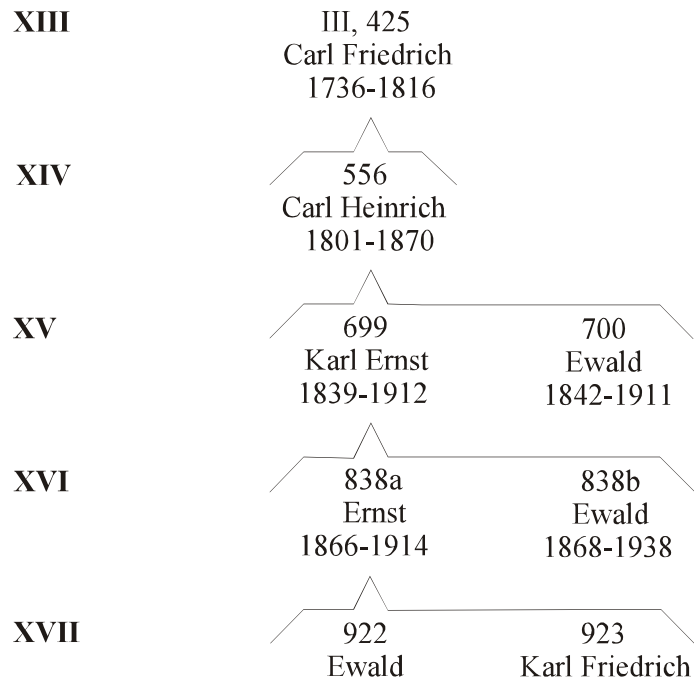 XIII III, 425
Carl Friedrich
1736-1816
XIV 556
Carl Heinrich
1801-1870
XV 699 700
Karl Ernst Ewald
1839-1912 1842-1911
XVI 838a 838b
Ernst Ewald
1866-1914 1868-1938
XVII 922 923
Ewald Karl Friedrich